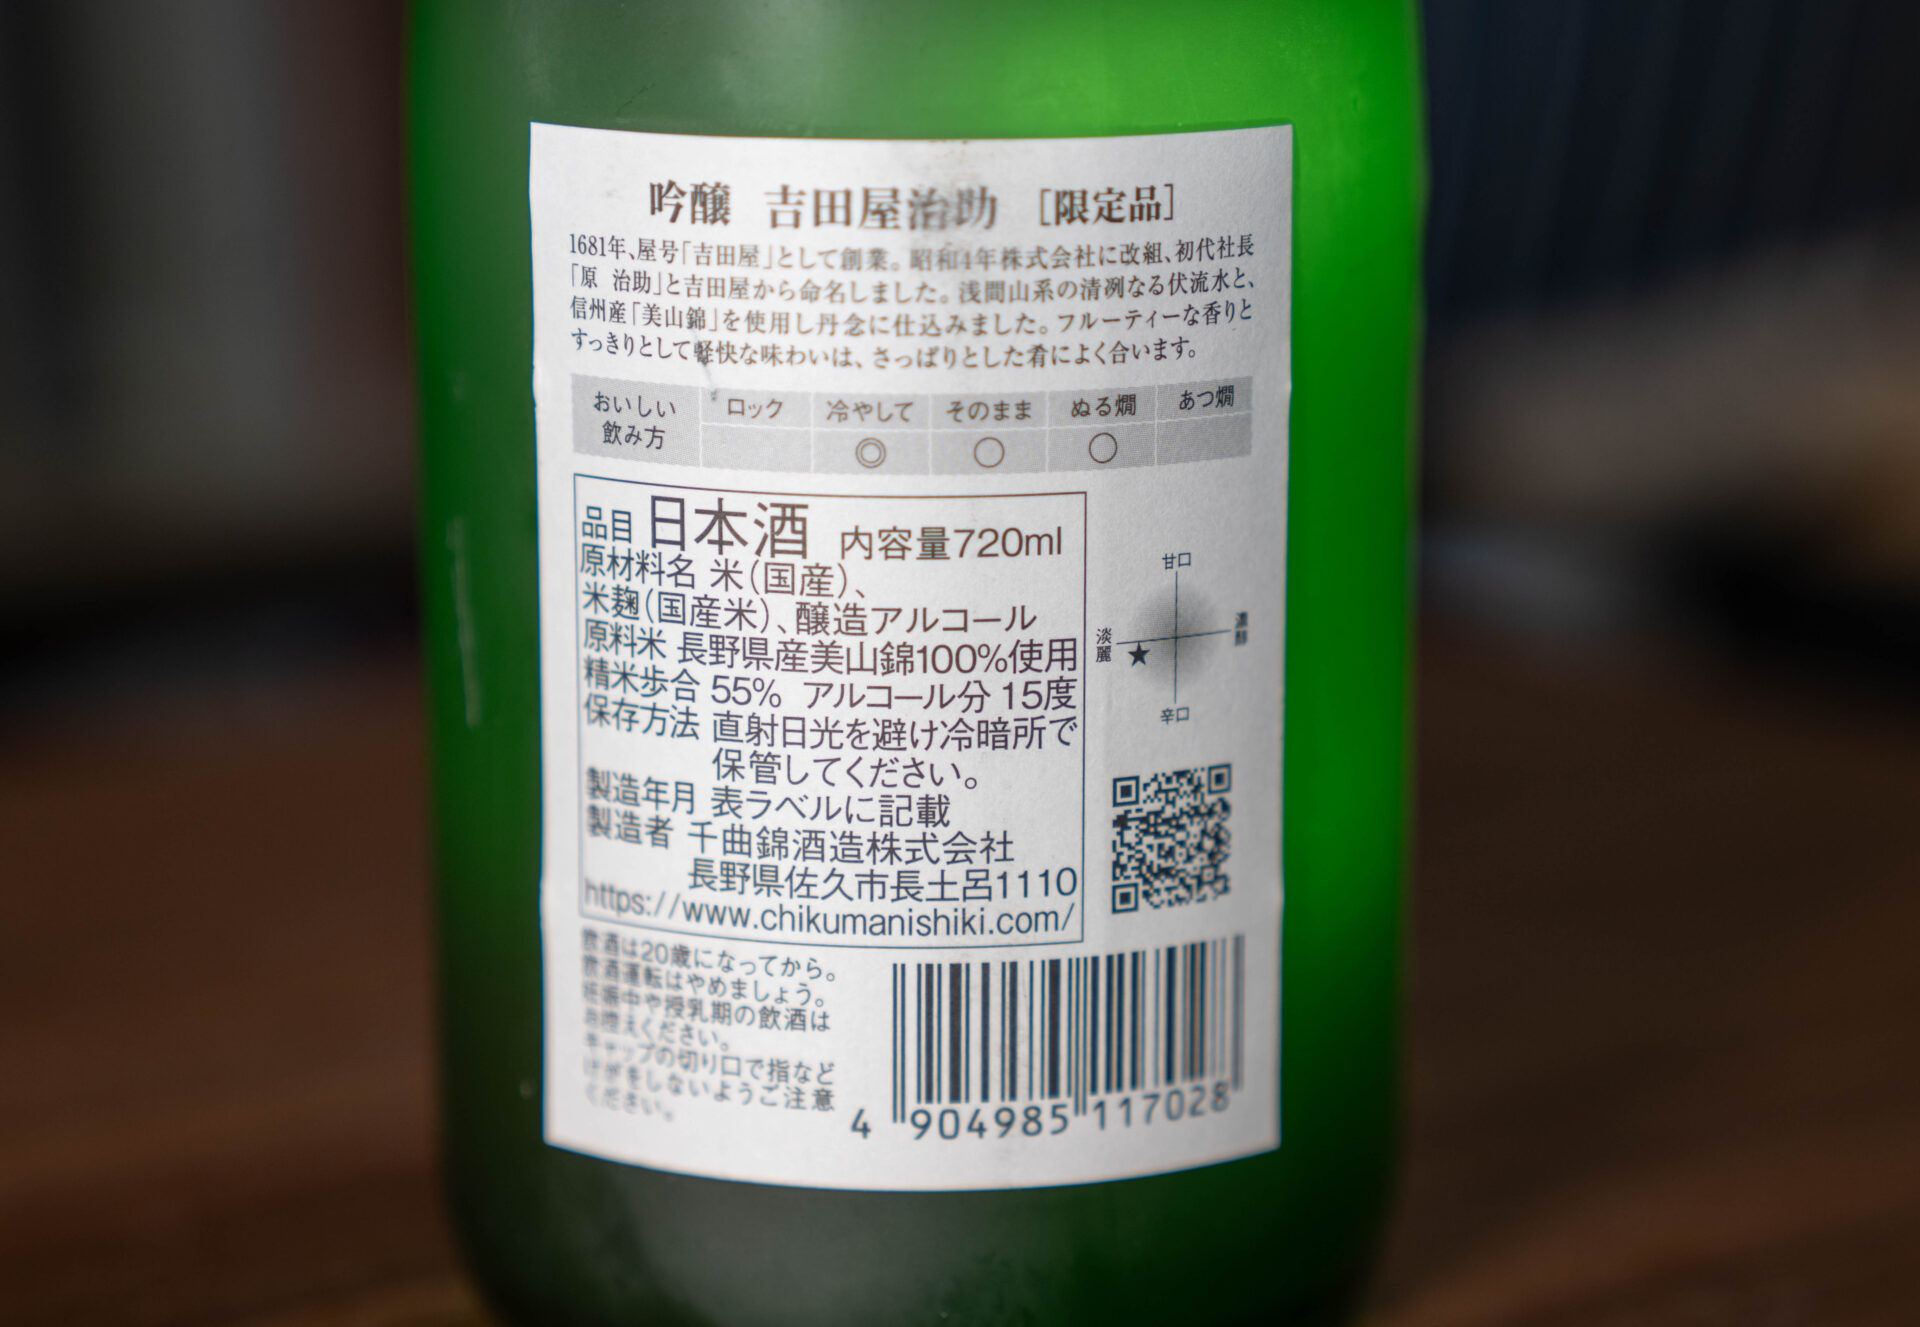 吟醸 吉田屋治助 [限定品]
1681年、屋号「吉田屋」として創業。昭和4年株式会社に改組、初代社長
「原 治助」と吉田屋から命名しました。浅間山系の清冽なる伏流水と、
信州産「美山錦」を使用し丹念に仕込みました。フルーティーな香りと
すっきりとして軽快な味わいは、さっぱりとした肴によく合います。
おいしい飲み方 ロック 冷やして そのまま ぬる燗 あつ燗
◎ ○ ○
品目 日本酒 内容量720ml
原材料名 米(国産)、
米麹(国産米)、醸造アルコール
原料米 長野県産美山錦100%使用
精米歩合 55% アルコール分 15度
保存方法 直射日光を避け冷暗所で
保管してください。
製造年月 表ラベルに記載
製造者 千曲錦酒造株式会社
長野県佐久市長土呂1110
https://www.chikumanishiki.com/
甘口
淡麗 ★ 濃醇
辛口
飲酒は20歳になってから。
飲酒運転はやめましょう。
妊娠中や授乳期の飲酒は
お控えください。
キャップの切り口で指など
けがをしないようご注意
ください。
4 904985 117028